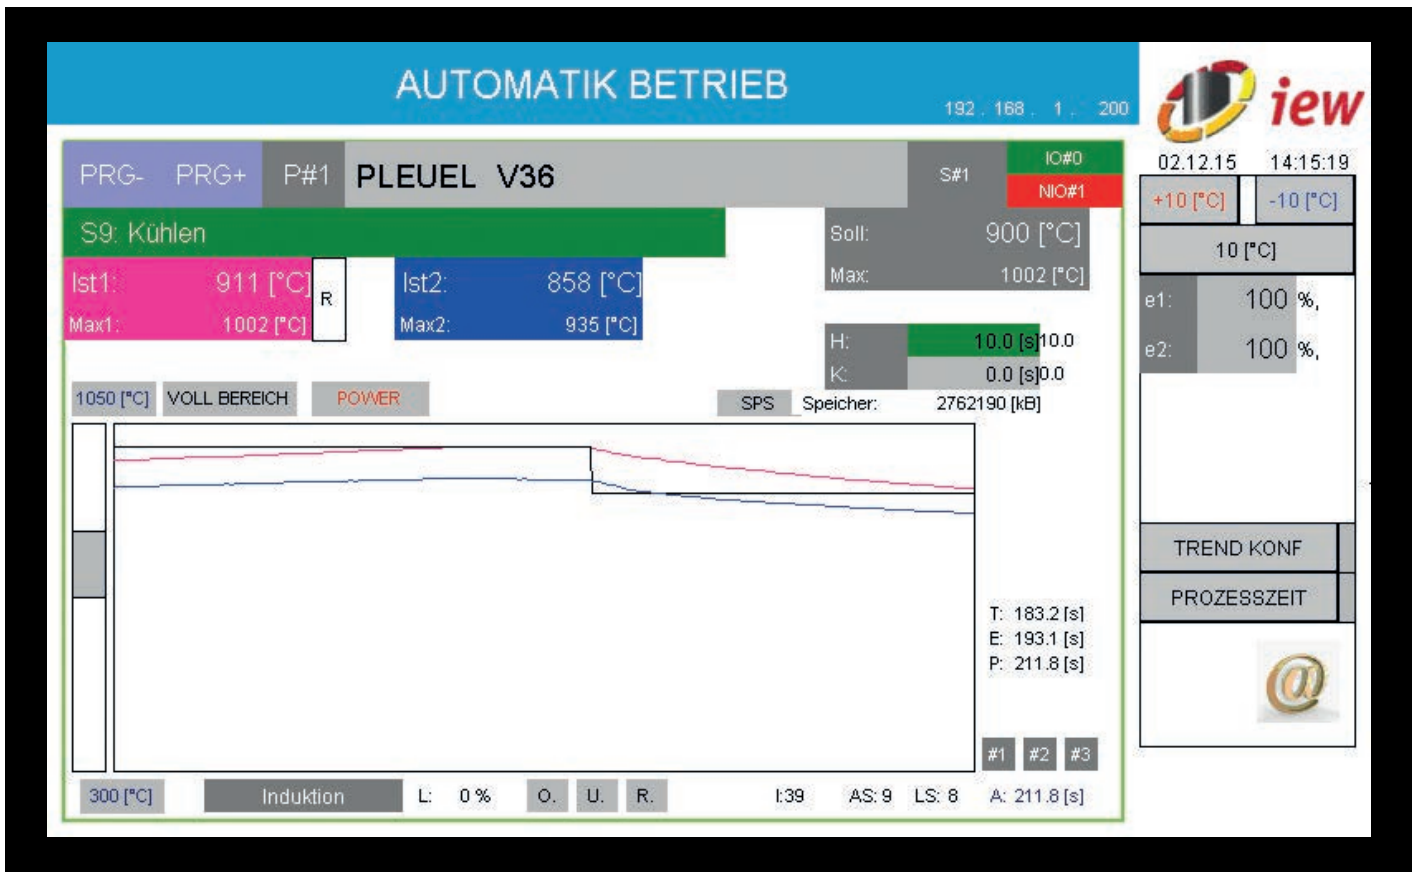 AUTOMATIK BETRIEB
192 . 168 . 1 . 200
iew
02.12.15 14:15:19
PRG- PRG+ P#1 PLEUEL V36 S#1
IO#0
NIO#1
+10 [°C] -10 [°C]
10 [°C]
S9: Kühlen
Soll: 900 [°C]
Max: 1002 [°C]
Ist1: 911 [°C] R Ist2: 858 [°C]
Max1: 1002 [°C] Max2: 935 [°C]
e1: 100 %,
e2: 100 %,
H: 10.0 [s]10.0
K: 0.0 [s]0.0
1050 [°C] VOLL BEREICH POWER SPS Speicher: 2762190 [kB]
TREND KONF
PROZESSZEIT
T: 183.2 [s]
E: 193.1 [s]
P: 211.8 [s]
@
#1 #2 #3
300 [°C] Induktion L: 0 % O. U. R. I:39 AS: 9 LS: 8 A: 211.8 [s]